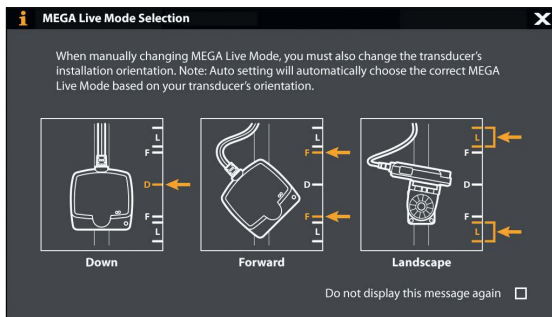 i MEGA Live Mode Selection X
When manually changing MEGA Live Mode, you must also change the transducer's
installation orientation. Note: Auto setting will automatically choose the correct MEGA
Live Mode based on your transducer's orientation.
L
F
D
F
L
Down
L
F
D
F
L
Forward
L
F
D
F
L
Landscape
Do not display this message again